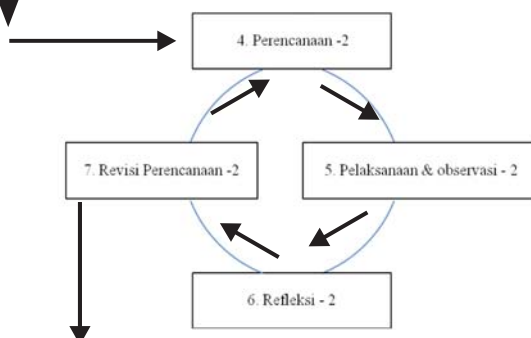 4. Perencanaan -2
7. Revisi Perencanaan -2
5. Pelaksanaan & observasi - 2
6. Refleksi - 2